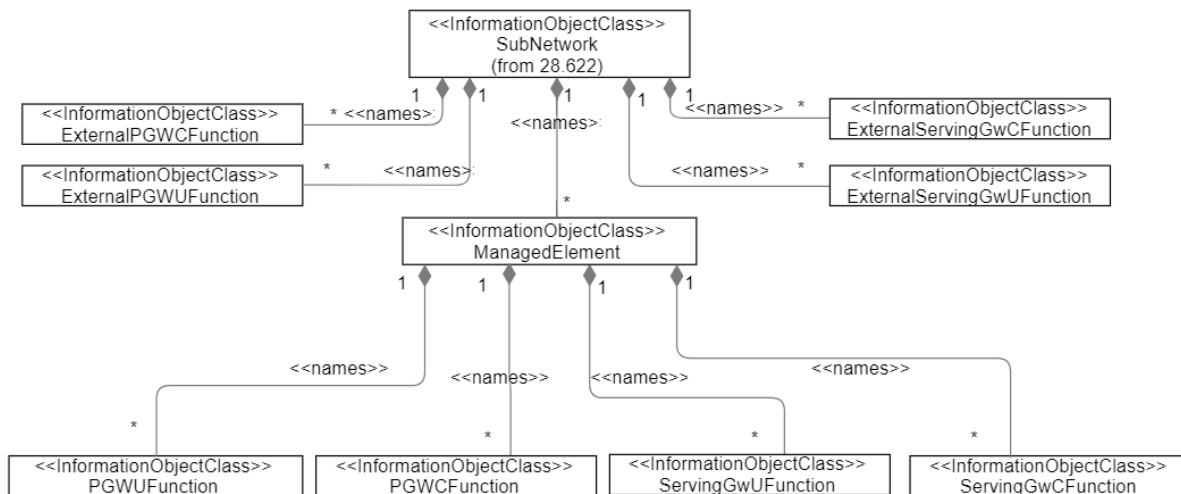 <<InformationObjectClass>>
SubNetwork
(from 28.622)
1
1
1
1
1
<<InformationObjectClass>>
ExternalPGWCFunction
* <<names>:
<<names>:
<<names>>
*
<<InformationObjectClass>>
ExternalServingGwCFunction
<<InformationObjectClass>>
ExternalPGWUFunction
*
<<names>:
<<names>>
*
<<InformationObjectClass>>
ExternalServingGwUFunction
*
<<InformationObjectClass>>
ManagedElement
1
1
1
1
<<names>>
<<names>>
<<names>>
<<names>>
*
*
*
*
<<InformationObjectClass>>
PGWUFunction
<<InformationObjectClass>>
PGWCFunction
<<InformationObjectClass>>
ServingGwUFunction
<<InformationObjectClass>>
ServingGwCFunction